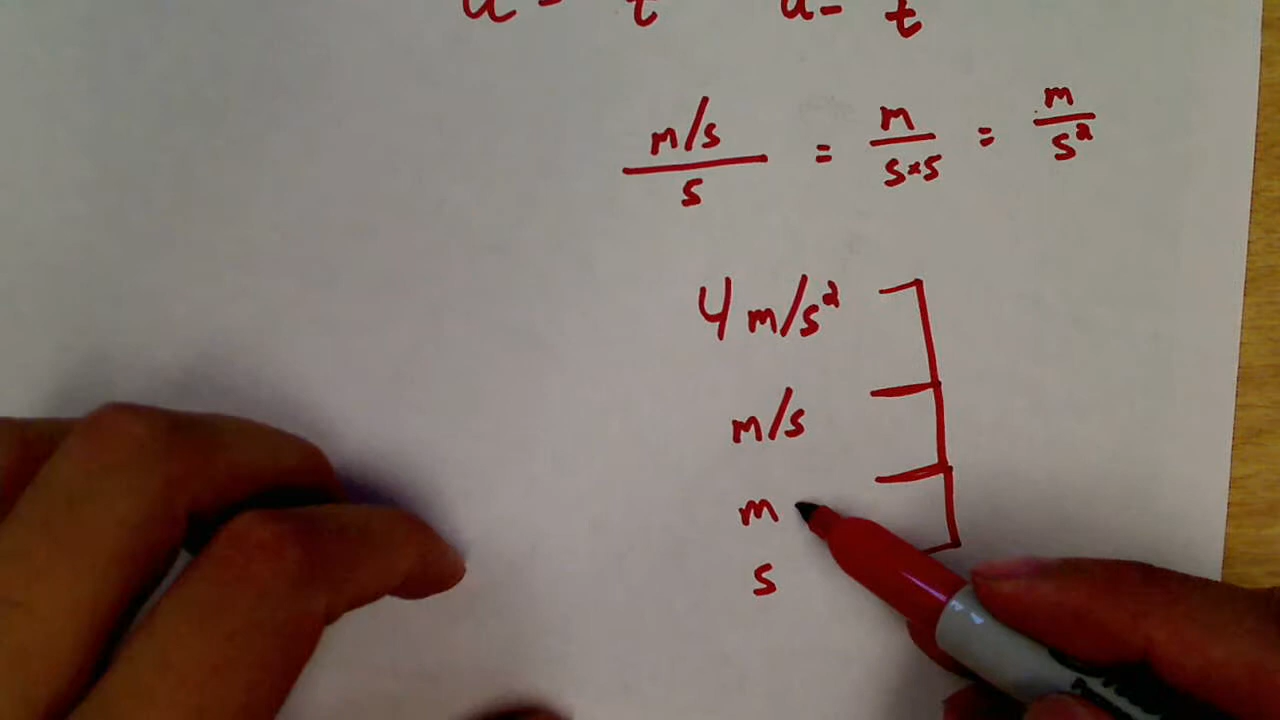 a = t a = t
m/s / s = m / s×s = m / s²
4 m/s²
m/s
m
s